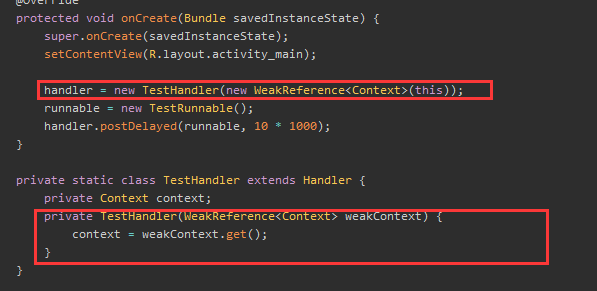 @Override
protected void onCreate(Bundle savedInstanceState) {
super.onCreate(savedInstanceState);
setContentView(R.layout.activity_main);
handler = new TestHandler(new WeakReference<Context>(this));
runnable = new TestRunnable();
handler.postDelayed(runnable, 10 * 1000);
}
private static class TestHandler extends Handler {
private Context context;
private TestHandler(WeakReference<Context> weakContext) {
context = weakContext.get();
}
}